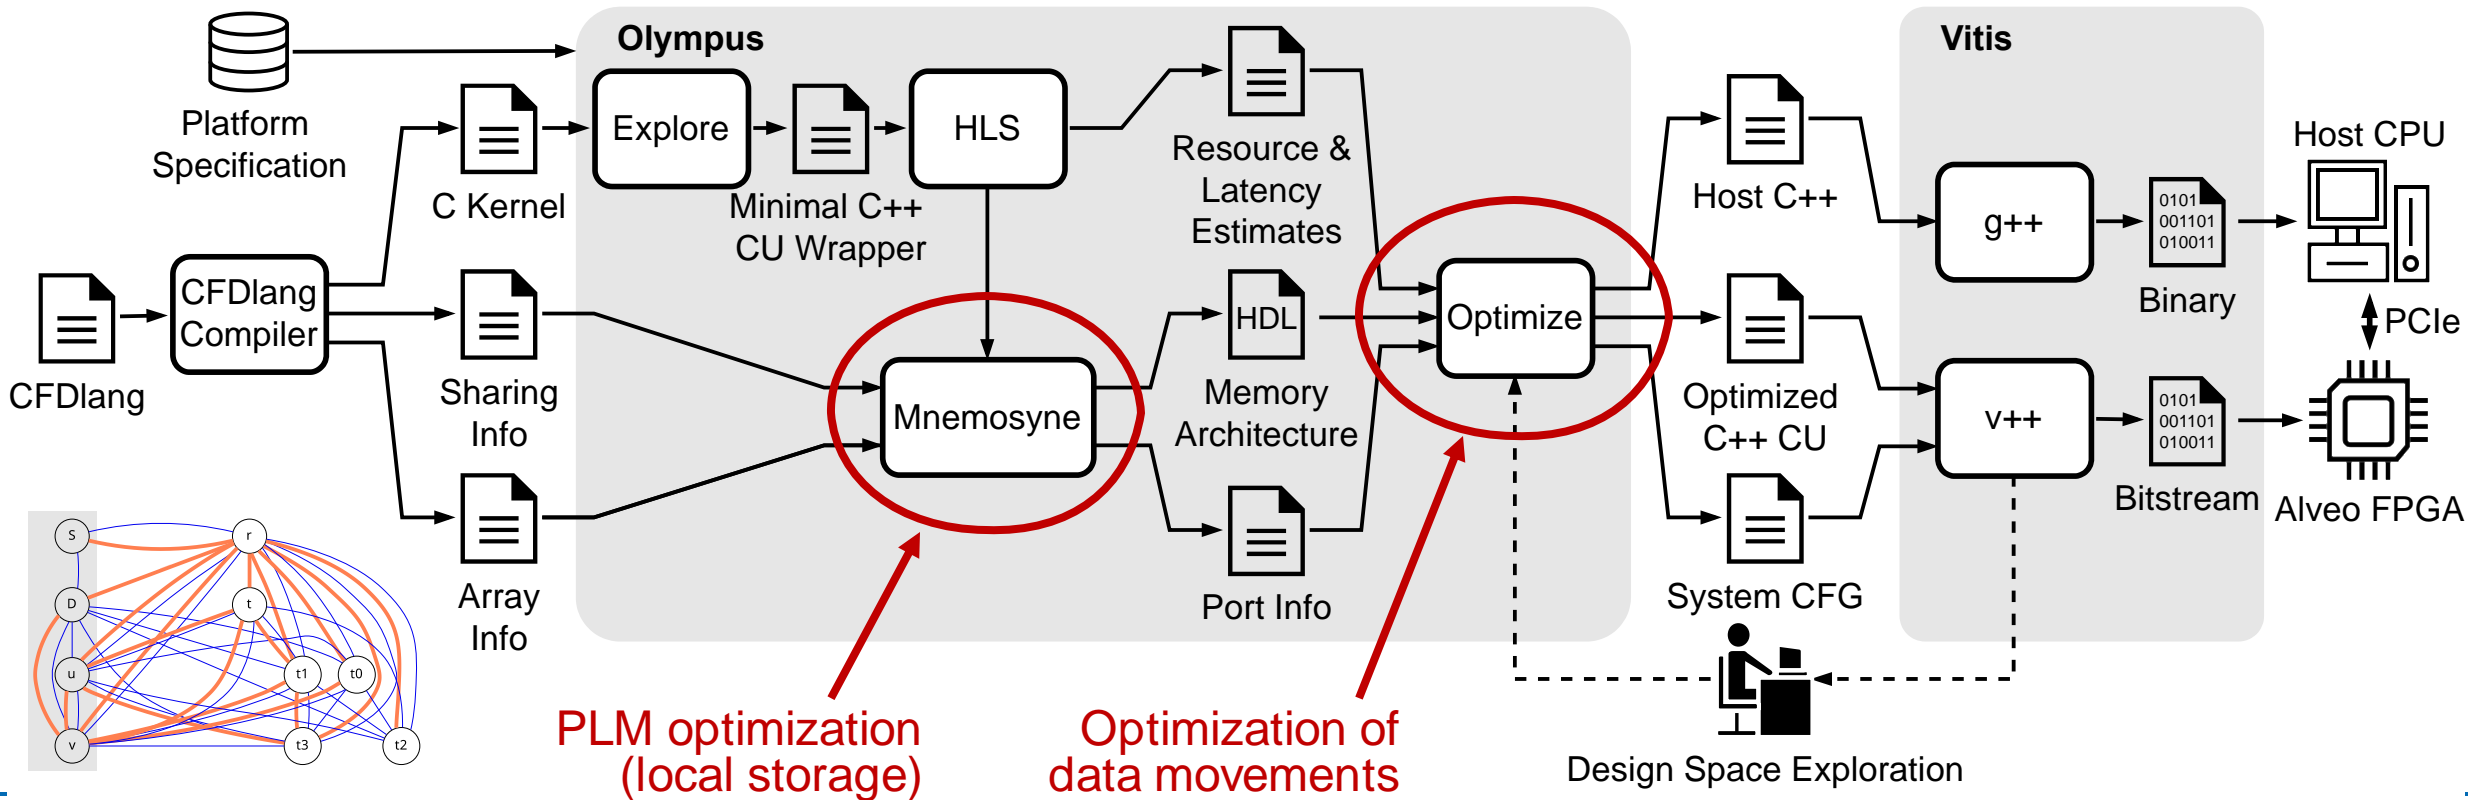 Olympus
Vitis
Platform
Specification
C Kernel
Explore
Minimal C++
CU Wrapper
HLS
Resource &
Latency
Estimates
Host C++
g++
0101
001101
010011
Binary
Host CPU
PCIe
CFDlang
CFDlang
Compiler
Sharing
Info
Array
Info
Mnemosyne
HDL
Memory
Architecture
Port Info
Optimize
Optimized
C++ CU
System CFG
v++
0101
001101
010011
Bitstream
Alveo FPGA
S
r
D
t
u
t1
t0
v
t3
t2
PLM optimization
(local storage)
Optimization of
data movements
Design Space Exploration